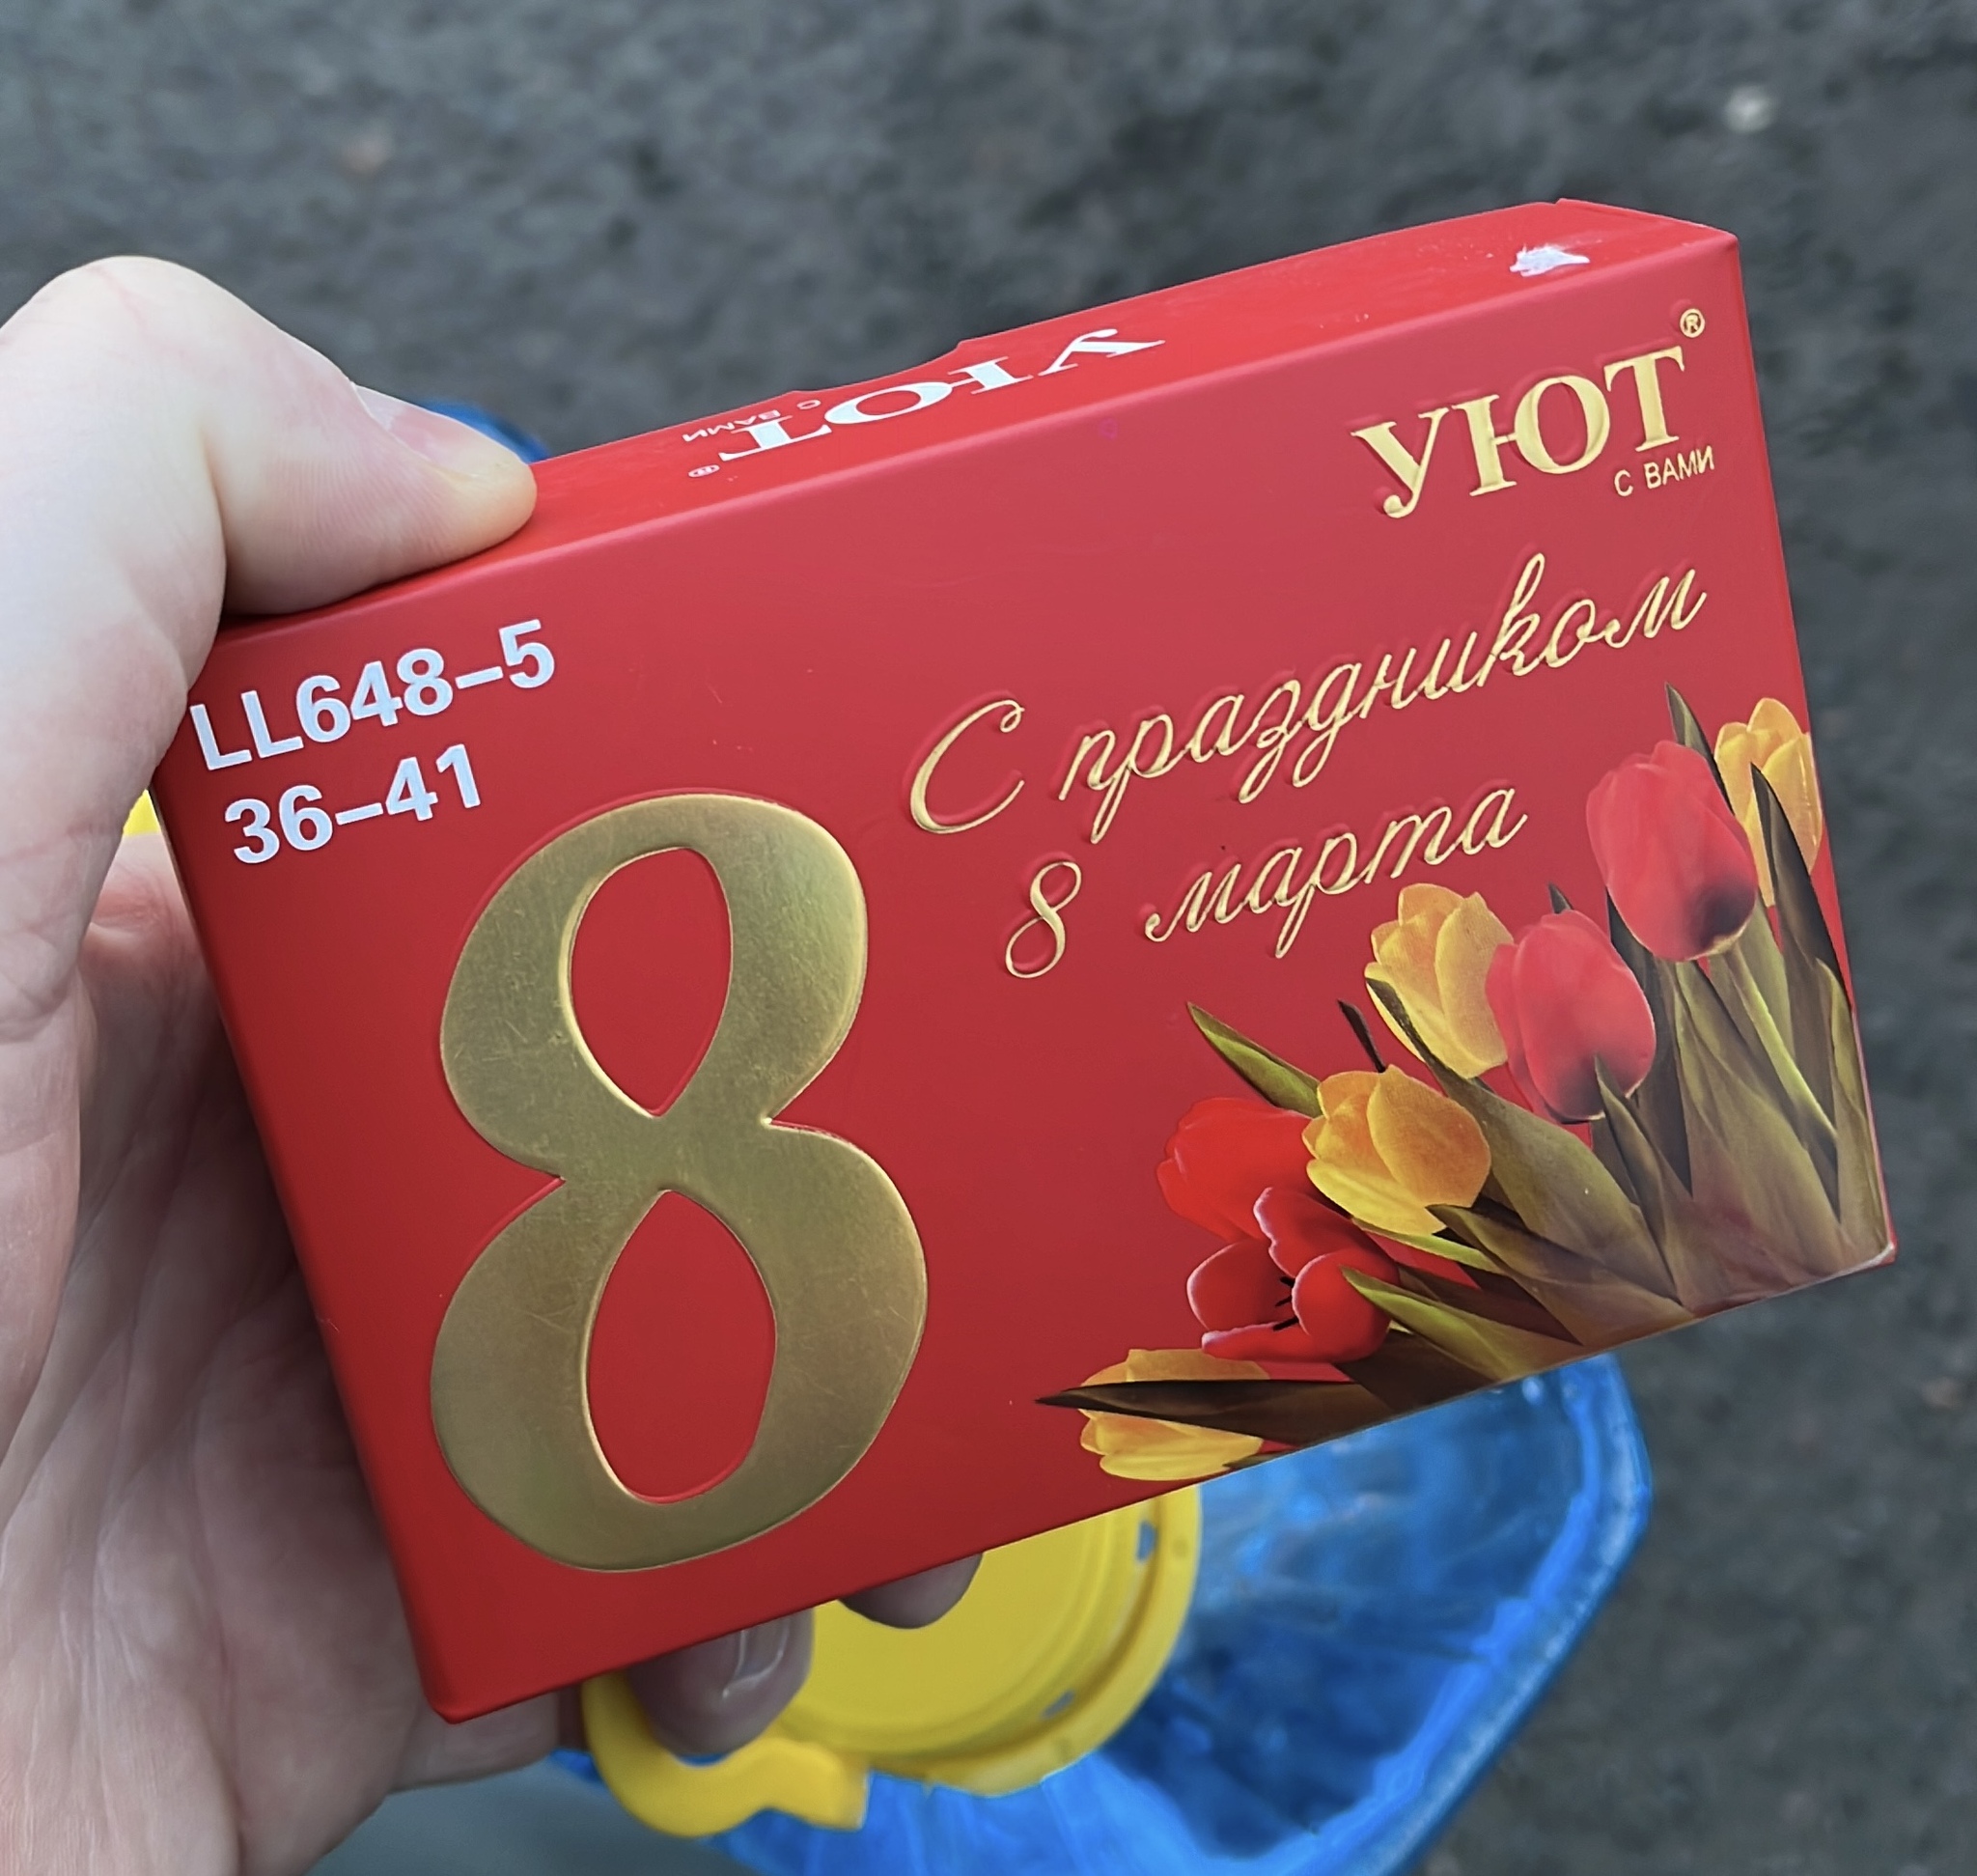 УЮТ®
С ВАМИ
УЮТ®
С ВАМИ
LL648-5
36-41
С праздником
8 марта
8